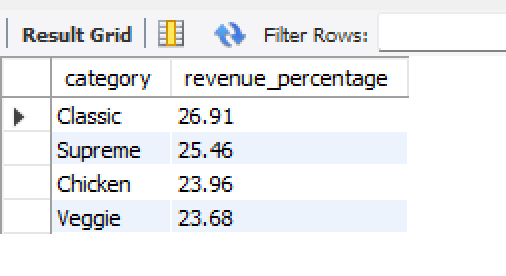 Result Grid Filter Rows:
category revenue_percentage
Classic 26.91
Supreme 25.46
Chicken 23.96
Veggie 23.68